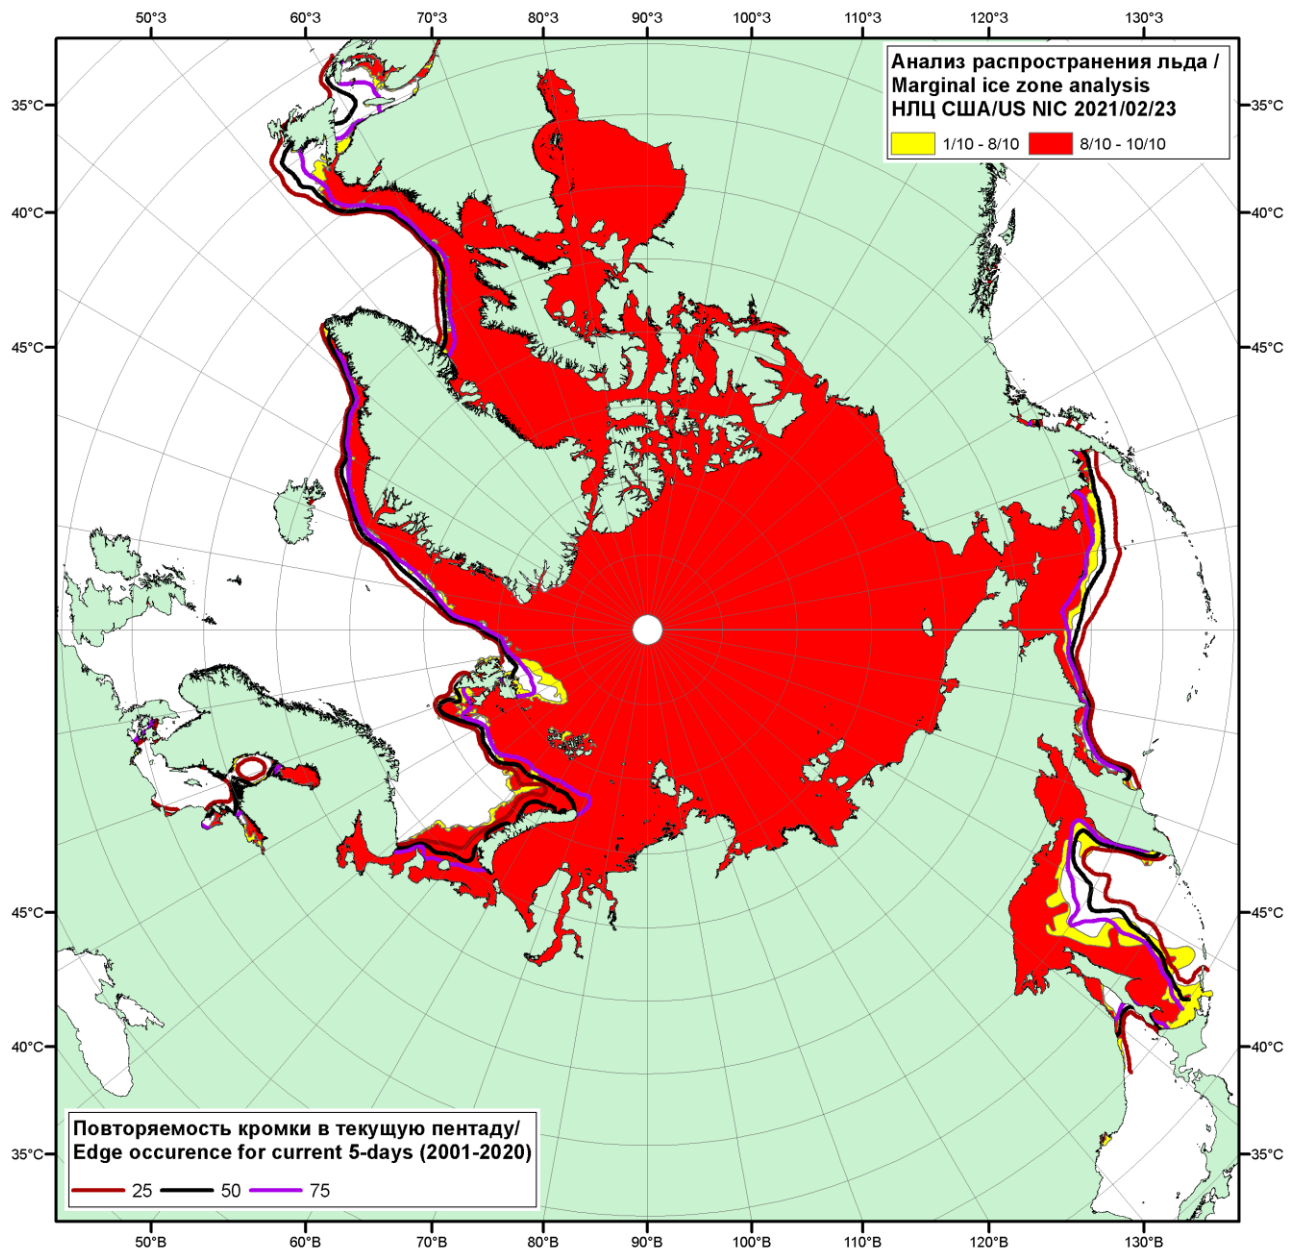 50°З 60°З 70°З 80°З 90°З 100°З 110°З 120°З 130°З
Анализ распространения льда /
Marginal ice zone analysis
НЛЦ США/US NIC 2021/02/23
1/10 - 8/10 8/10 - 10/10
35°С 35°С
40°С 40°С
45°С 45°С
45°С 45°С
40°С 40°С
35°С 35°С
Повторяемость кромки в текущую пентаду/
Edge occurence for current 5-days (2001-2020)
25 50 75
50°В 60°В 70°В 80°В 90°В 100°В 110°В 120°В 130°В